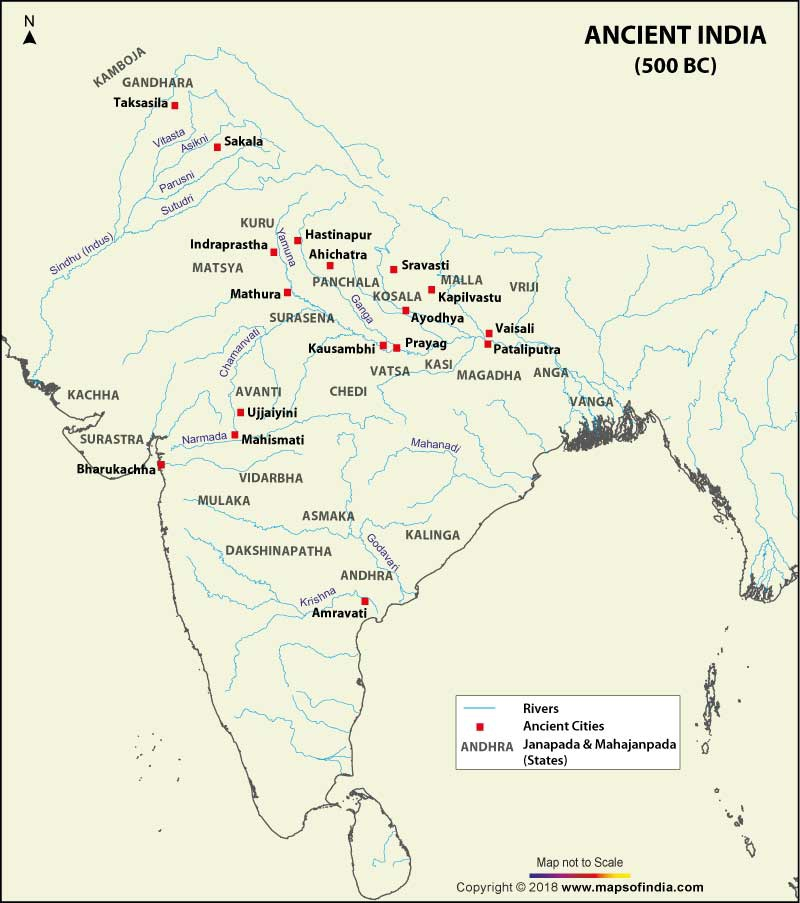 N
ANCIENT INDIA
(500 BC)
KAMBOJA
GANDHARA
Taksasila
Vitasta
Asikni
Sakala
Parusni
Sutudri
Sindhu (Indus)
KURU
Hastinapur
Yamuna
Indraprastha
Ahichatra
MATSYA
Sravasti
PANCHALA
MALLA
VRIJI
Mathura
KOSALA
Kapilvastu
Ganga
SURASENA
Ayodhya
Vaisali
Chamanvati
Kausambhi
Prayag
Pataliputra
VATSA
KASI
MAGADHA
ANGA
KACHHA
AVANTI
CHEDI
VANGA
Ujjaiyini
SURASTRA
Narmada
Mahismati
Mahanadi
Bharukachha
VIDARBHA
MULAKA
ASMAKA
KALINGA
DAKSHINAPATHA
Godavari
ANDHRA
Krishna
Amravati
Rivers
Ancient Cities
ANDHRA Janapada & Mahajanpada
(States)
Map not to Scale
Copyright © 2018 www.mapsofindia.com